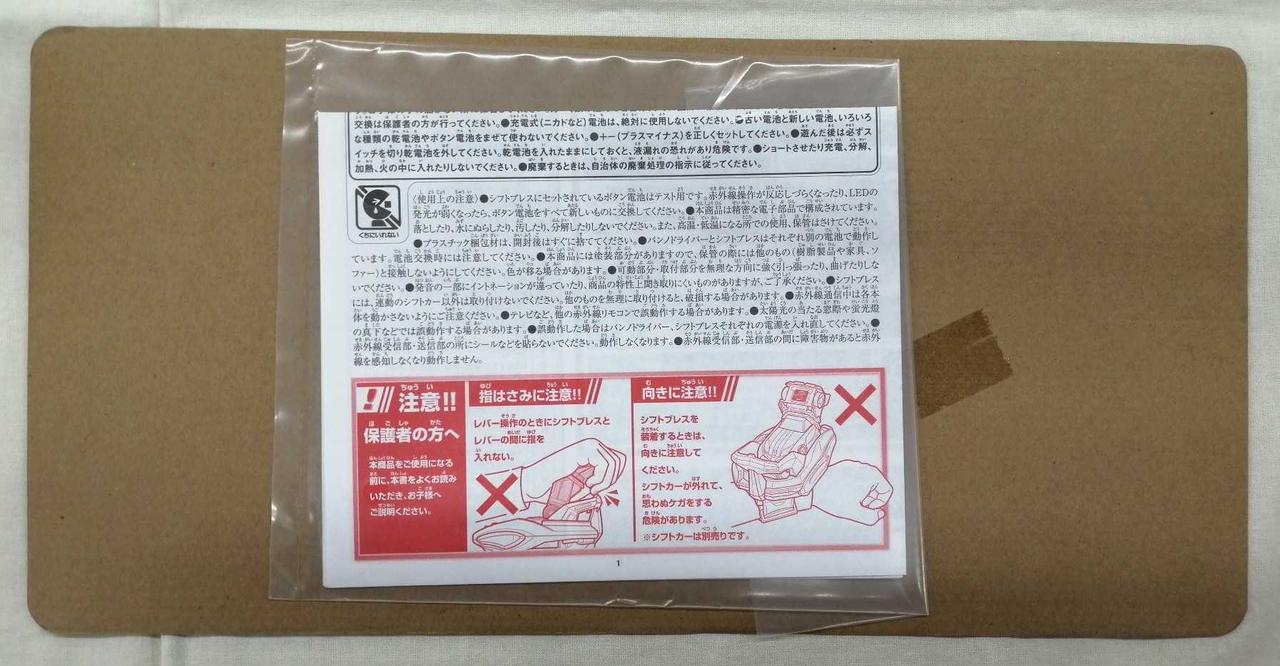 交換は保護者の方が行ってください。●充電式(ニカドなど)電池は、絶対に使用しないでください。●古い電池と新しい電池、いろいろ
な種類の乾電池やボタン電池をまぜて使わないでください。●+−(プラスマイナス)を正しくセットしてください。●遊んだ後は必ずス
イッチを切り乾電池を外してください。乾電池を入れたままにしておくと、液漏れの恐れがあり危険です。●ショートさせたり充電、分解、
加熱、火の中に入れたりしないでください。●廃棄するときは、自治体の廃棄処理の指示に従ってください。
くちにいれない
〈使用上の注意〉●シフトブレスにセットされているボタン電池はテスト用です。赤外線操作が反応しづらくなったり、LEDの
発光が弱くなったら、ボタン電池をすべて新しいものに交換してください。●本商品は精密な電子部品で構成されています。
落としたり、水にぬらしたり、汚したり、分解したりしないでください。また、高温・低温になる所での使用、保管はさけてください。
●プラスチック梱包材は、開封後はすぐに捨ててください。●バンノドライバーとシフトブレスはそれぞれ別の電池で動作し
ています。電池交換時には注意してください。●本商品には塗装部分がありますので、保管の際には他のもの(樹脂製品や家具、ソ
ファー)と接触しないようにしてください。色が移る場合があります。●可動部分・取付部分を無理な方向に強く引っ張ったり、曲げたりしな
いでください。●発音の一部にイントネーションが違っていたり、商品の特性上聞き取りにくいものがありますが、ご了承ください。●シフトブレス
には、連動のシフトカー以外は取り付けないでください。他のものを無理に取り付けると、破損する場合があります。●赤外線通信中は各本
体を動かさないようにご注意ください。●テレビなど、他の赤外線リモコンで誤動作する場合があります。●太陽光の当たる窓際や蛍光燈
の真下などでは誤動作する場合があります。●誤動作した場合はバンノドライバー、シフトブレスそれぞれの電源を入れ直してください。●
赤外線受信部・送信部の所にシールなどを貼らないでください。動作しなくなります。●赤外線受信部・送信部の間に障害物があると赤外
線を感知しなくなり動作しません。
注意!!
保護者の方へ
本商品をご使用になる
前に、本書をよくお読み
いただき、お子様へ
ご説明ください。
指はさみに注意!!
レバー操作のときにシフトブレスと
レバーの間に指を
入れない。
向きに注意!!
シフトブレスを
装着するときは、
向きに注意して
ください。
シフトカーが外れて、
思わぬケガをする
危険があります。
※シフトカーは別売りです。
1